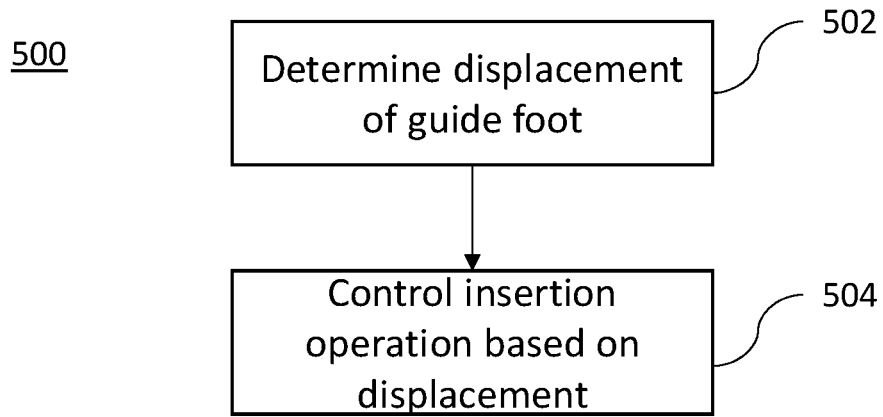 500
502
Determine displacement
of guide foot
504
Control insertion
operation based on
displacement